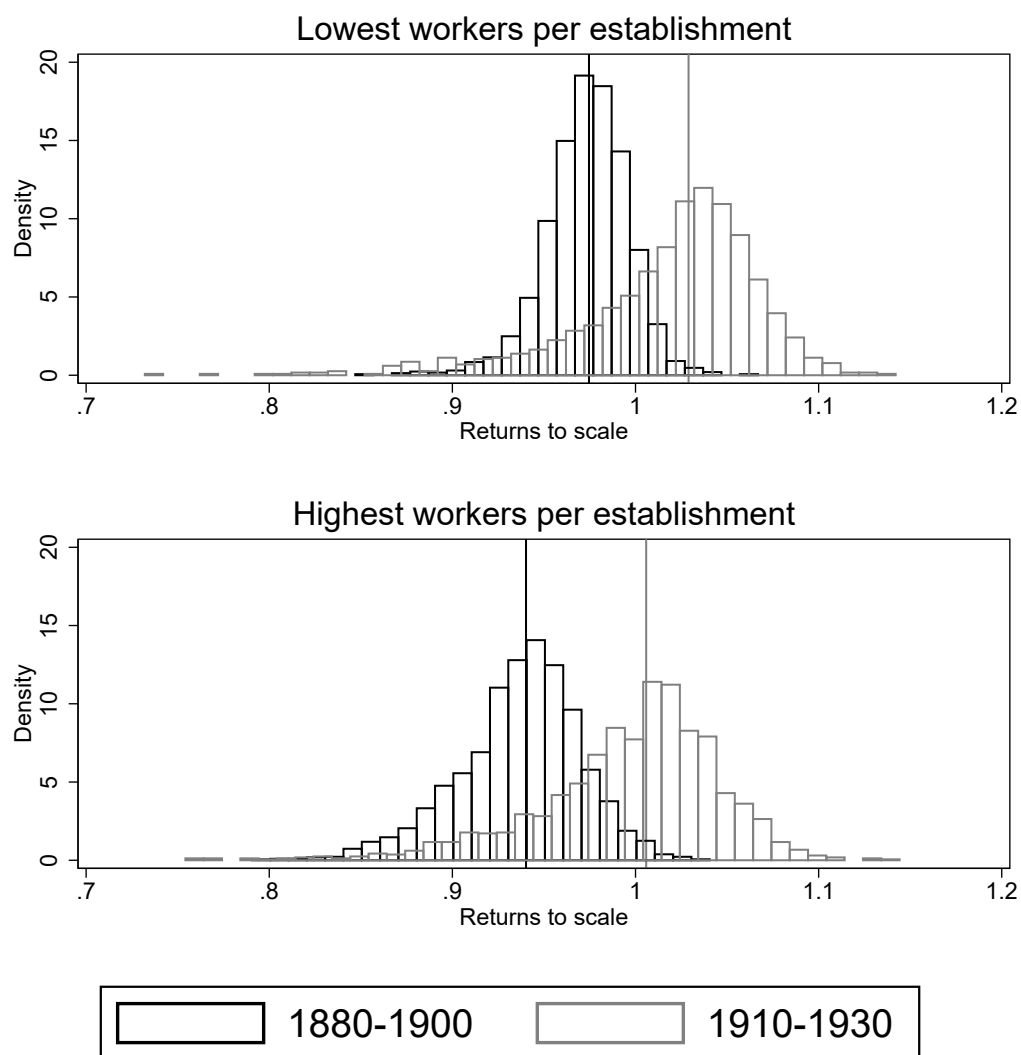 Lowest workers per establishment
20
15
10
5
0
Density
.7 .8 .9 1 1.1 1.2
Returns to scale
Highest workers per establishment
20
15
10
5
0
Density
.7 .8 .9 1 1.1 1.2
Returns to scale
1880-1900 1910-1930